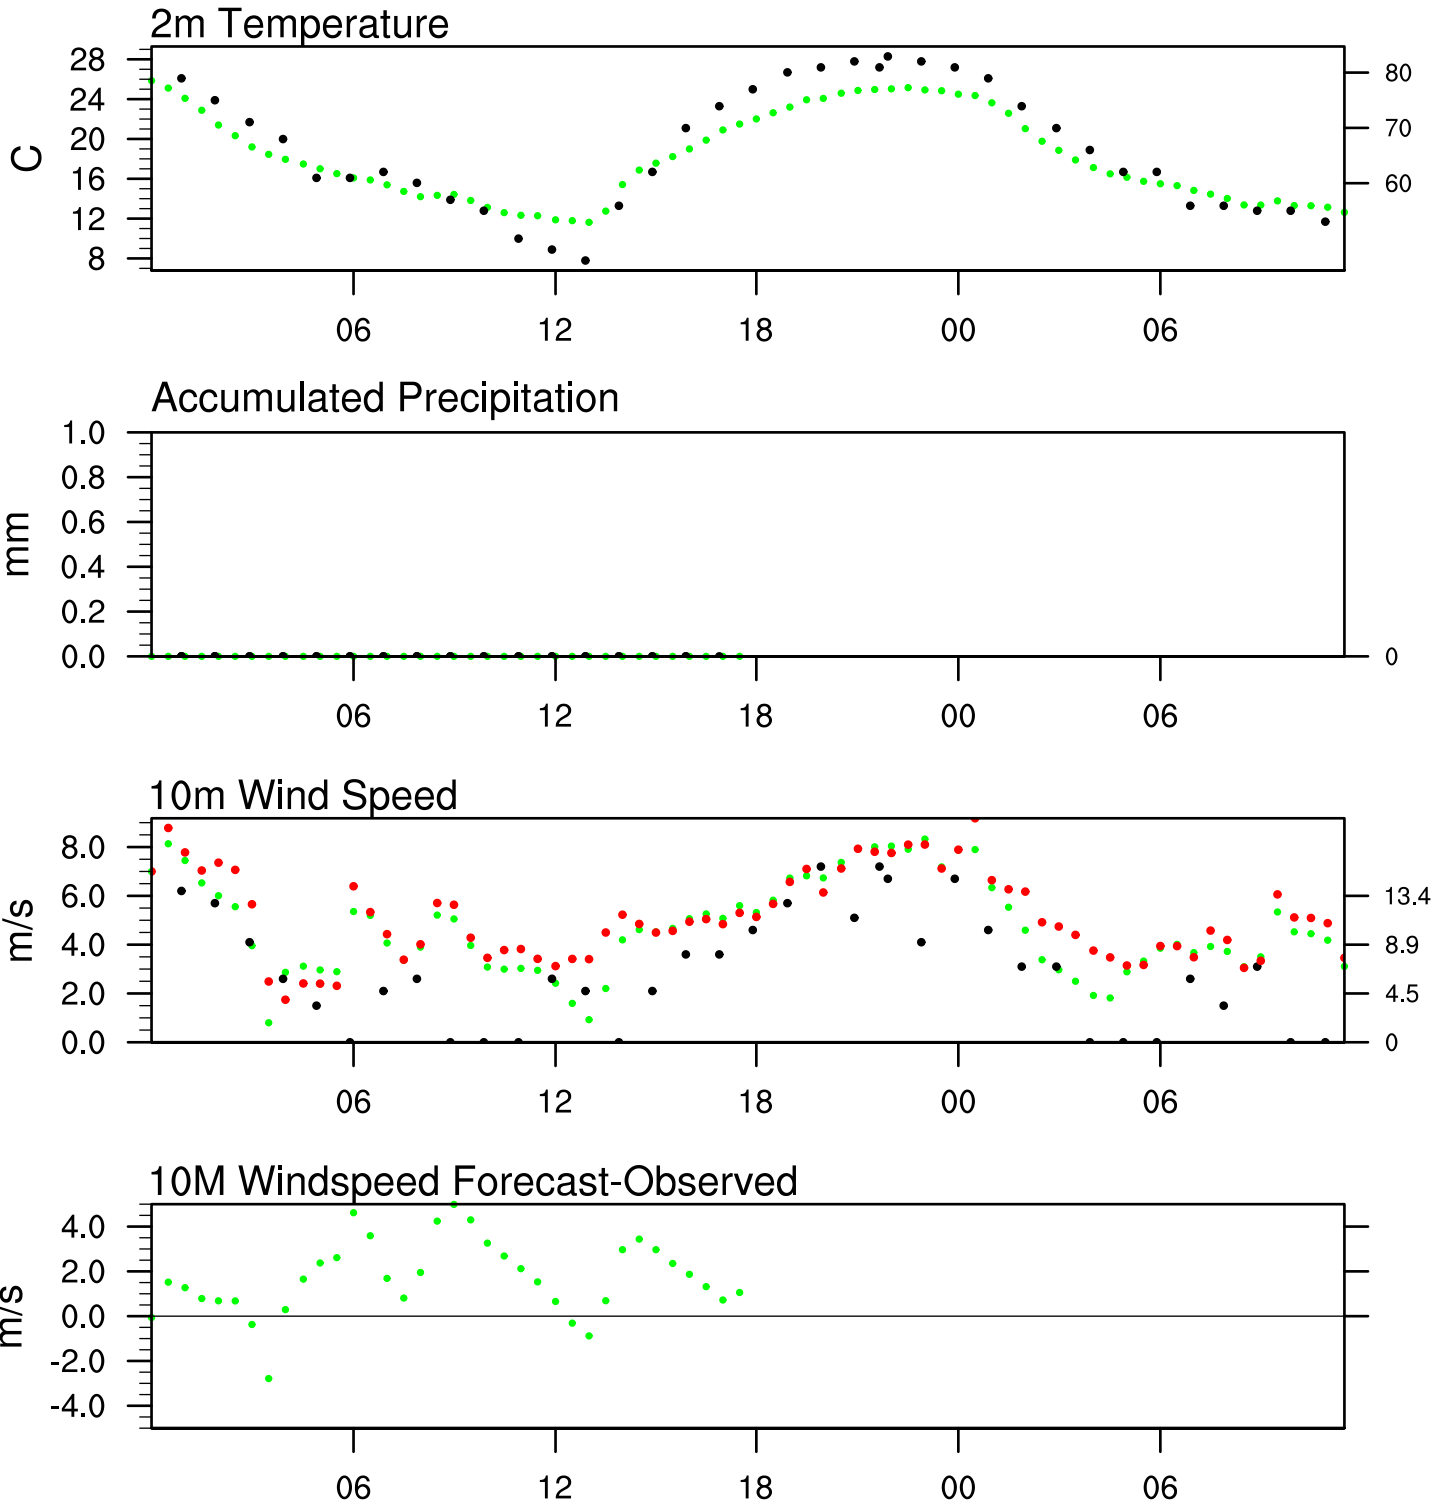 2m Temperature
28
24
20
16
12
8
C
80
70
60
06 12 18 00 06
Accumulated Precipitation
1.0
0.8
0.6
0.4
0.2
0.0
mm
0
06 12 18 00 06
10m Wind Speed
8.0
6.0
4.0
2.0
0.0
m/s
13.4
8.9
4.5
0
06 12 18 00 06
10M Windspeed Forecast-Observed
4.0
2.0
0.0
-2.0
-4.0
m/s
06 12 18 00 06